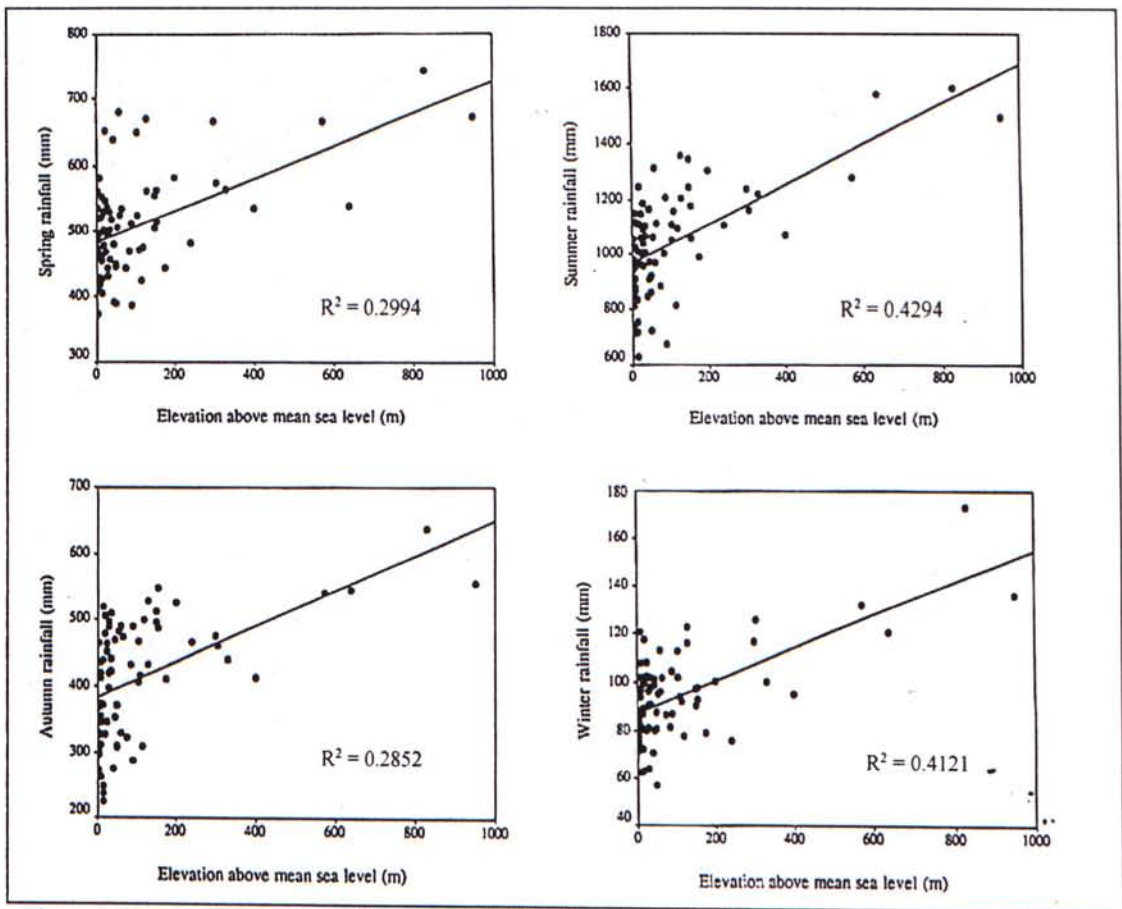 800
700
600
500
400
300
Spring rainfall (mm)
R² = 0.2994
0 200 400 600 800 1000
Elevation above mean sea level (m)
1800
1600
1400
1200
1000
800
600
Summer rainfall (mm)
R² = 0.4294
0 200 400 600 800 1000
Elevation above mean sea level (m)
700
600
500
400
300
200
Autumn rainfall (mm)
R² = 0.2852
0 200 400 600 800 1000
Elevation above mean sea level (m)
180
160
140
120
100
80
60
40
Winter rainfall (mm)
R² = 0.4121
0 200 400 600 800 1000
Elevation above mean sea level (m)